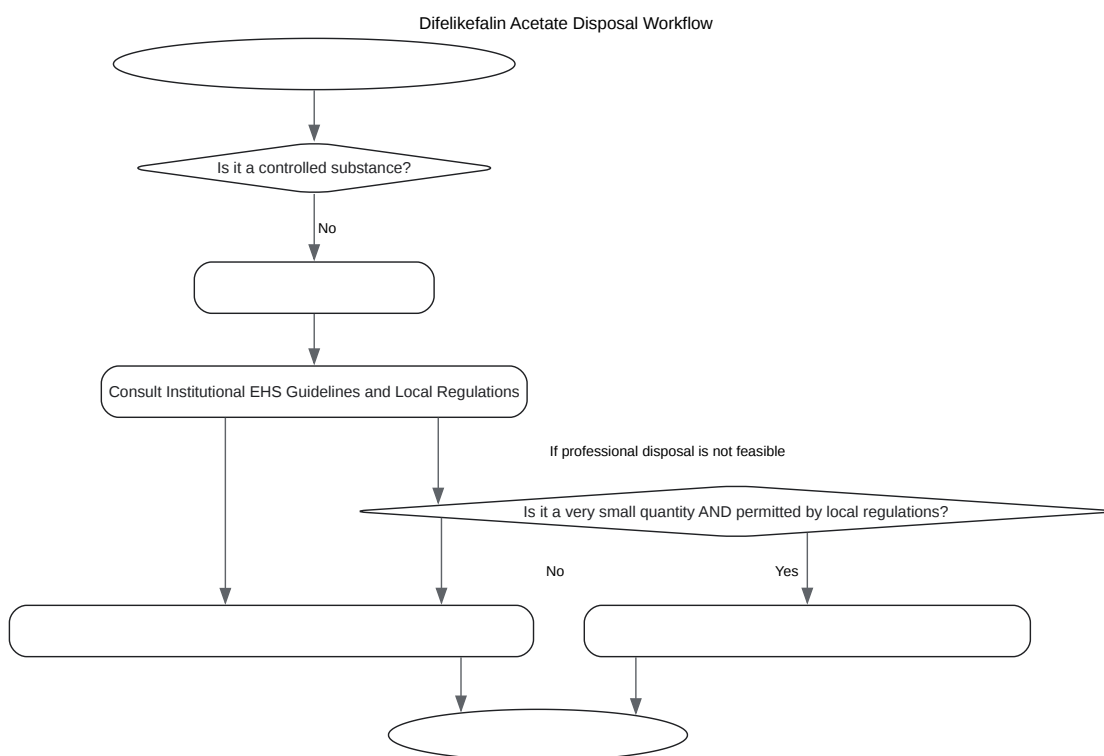 Difelikefalin Acetate Disposal Workflow
Is it a controlled substance?
No
Consult Institutional EHS Guidelines and Local Regulations
If professional disposal is not feasible
Is it a very small quantity AND permitted by local regulations?
No
Yes